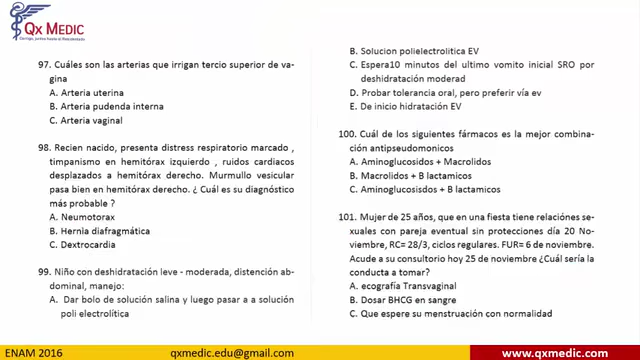 Qx MEDIC
97. Cuáles son las arterias que irrigan tercio superior de va-
gina
A. Arteria uterina
B. Arteria pudenda interna
C. Arteria vaginal
98. Recien nacido, presenta distress respiratorio marcado ,
timpanismo en hemitórax izquierdo , ruidos cardiacos
desplazados a hemitórax derecho. Murmullo vesicular
pasa bien en hemitórax derecho. ¿ Cuál es su diagnóstico
más probable ?
A. Neumotorax
B. Hernia diafragmática
C. Dextrocardia
99. Niño con deshidratación leve - moderada, distención ab-
dominal, manejo:
A. Dar bolo de solución salina y luego pasar a a solución
poli electrolítica
B. Solucion polielectrolitica EV
C. Espera10 minutos del ultimo vomito inicial SRO por
deshidratación moderad
D. Probar tolerancia oral, pero preferir vía ev
E. De inicio hidratación EV
100. Cuál de los siguientes fármacos es la mejor combina-
ción antipseudomonicos
A. Aminoglucosidos + Macrolidos
B. Macrolidos + B lactamicos
C. Aminoglucosisdos + B lactamicos
101. Mujer de 25 años, que en una fiesta tiene relaciónes se-
xuales con pareja eventual sin protecciones día 20 No-
viembre, RC= 28/3, ciclos regulares. FUR= 6 de noviembre.
Acude a su consultorio hoy 25 de noviembre ¿Cuál sería la
conducta a tomar?
A. ecografía Transvaginal
B. Dosar BHCG en sangre
C. Que espere su menstruación con normalidad
ENAM 2016
qxmedic.edu@gmail.com
www.qxmedic.com